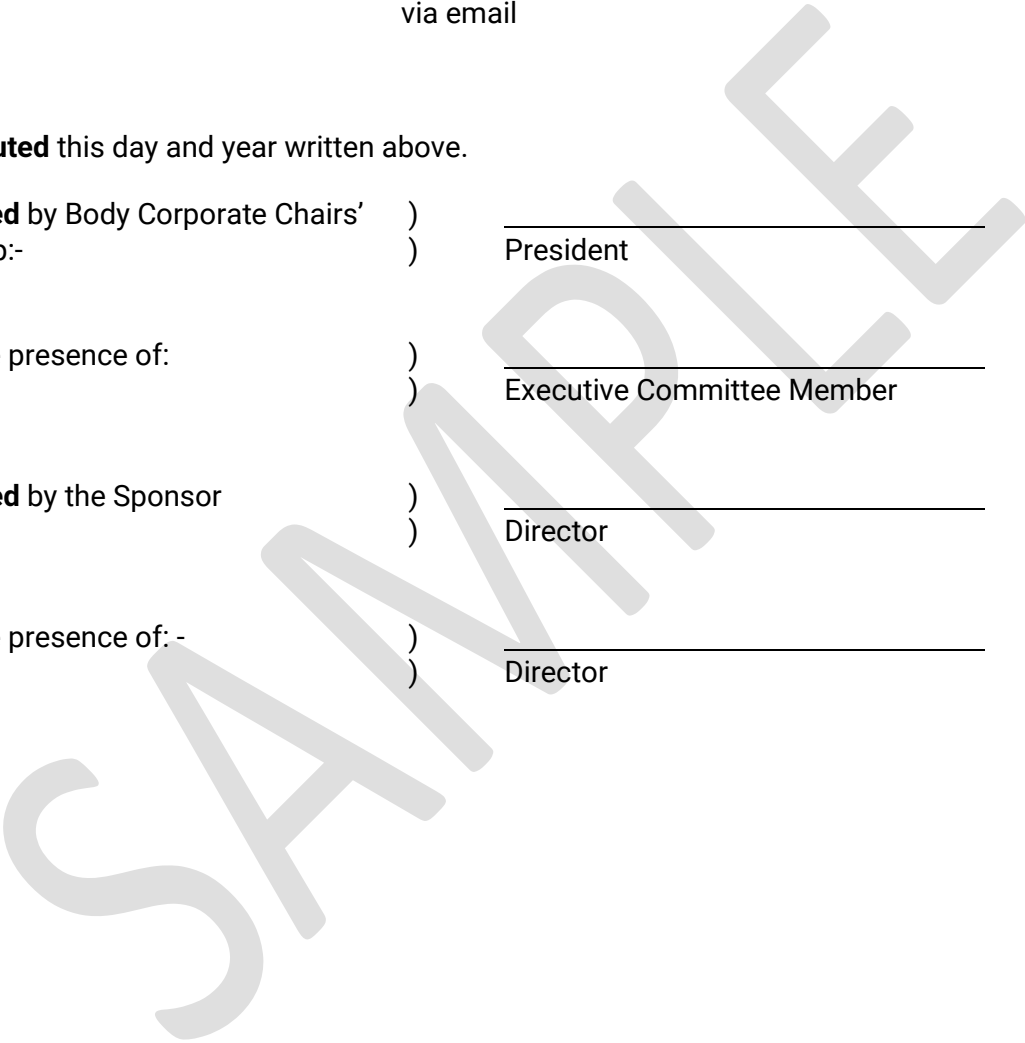 via email
uted this day and year written above.
ed by Body Corporate Chairs’ )
p:- ) President
presence of: )
) Executive Committee Member
ed by the Sponsor )
) Director
presence of: - )
) Director
SAMPLE